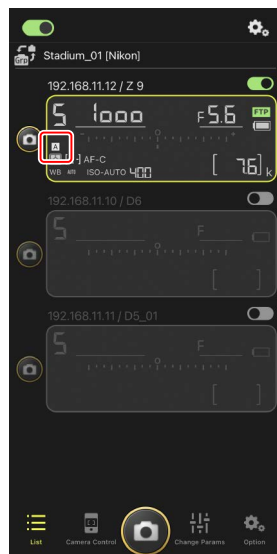 Grp Stadium_01 [Nikon]
192.168.11.12 / Z 9
S 1000 F5.6 FTP
A
[ ] AF-C
WB ISO-AUTO 400 [ 7.6] k
192.168.11.10 / D6
S F
[ ]
192.168.11.11 / D5_01
S F
[ ]
List Camera Control Change Params Option